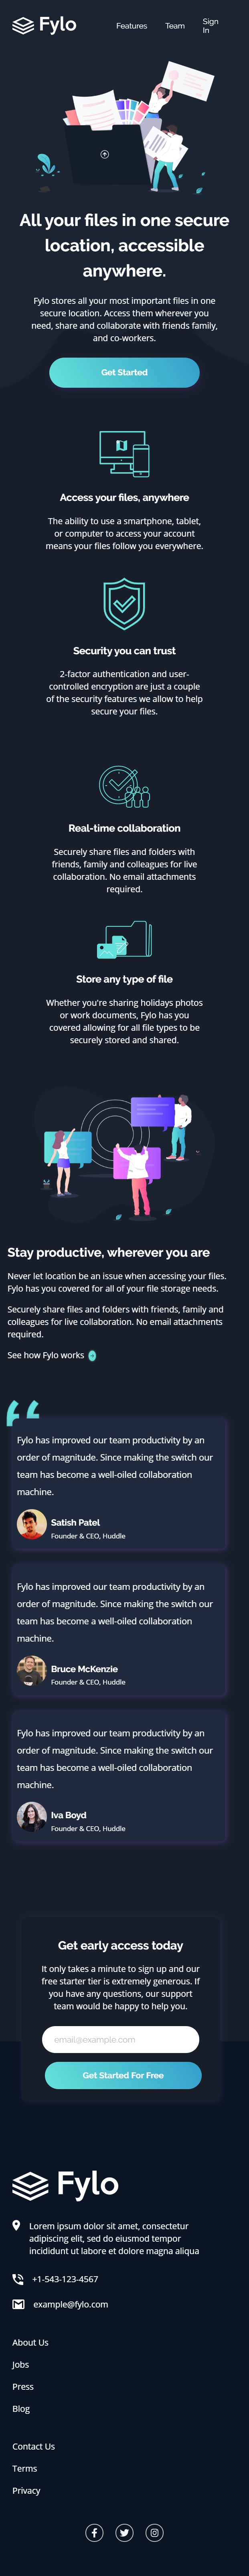 Fylo
Features
Team
Sign
In
All your files in one secure
location, accessible
anywhere.
Fylo stores all your most important files in one
secure location. Access them wherever you
need, share and collaborate with friends family,
and co-workers.
Get Started
Access your files, anywhere
The ability to use a smartphone, tablet,
or computer to access your account
means your files follow you everywhere.
Security you can trust
2-factor authentication and user-
controlled encryption are just a couple
of the security features we allow to help
secure your files.
Real-time collaboration
Securely share files and folders with
friends, family and colleagues for live
collaboration. No email attachments
required.
Store any type of file
Whether you're sharing holidays photos
or work documents, Fylo has you
covered allowing for all file types to be
securely stored and shared.
Stay productive, wherever you are
Never let location be an issue when accessing your files.
Fylo has you covered for all of your file storage needs.
Securely share files and folders with friends, family and
colleagues for live collaboration. No email attachments
required.
See how Fylo works
Fylo has improved our team productivity by an
order of magnitude. Since making the switch our
team has become a well-oiled collaboration
machine.
Satish Patel
Founder & CEO, Huddle
Fylo has improved our team productivity by an
order of magnitude. Since making the switch our
team has become a well-oiled collaboration
machine.
Bruce McKenzie
Founder & CEO, Huddle
Fylo has improved our team productivity by an
order of magnitude. Since making the switch our
team has become a well-oiled collaboration
machine.
Iva Boyd
Founder & CEO, Huddle
Get early access today
It only takes a minute to sign up and our
free starter tier is extremely generous. If
you have any questions, our support
team would be happy to help you.
email@example.com
Get Started For Free
Fylo
Lorem ipsum dolor sit amet, consectetur
adipiscing elit, sed do eiusmod tempor
incididunt ut labore et dolore magna aliqua
+1-543-123-4567
example@fylo.com
About Us
Jobs
Press
Blog
Contact Us
Terms
Privacy